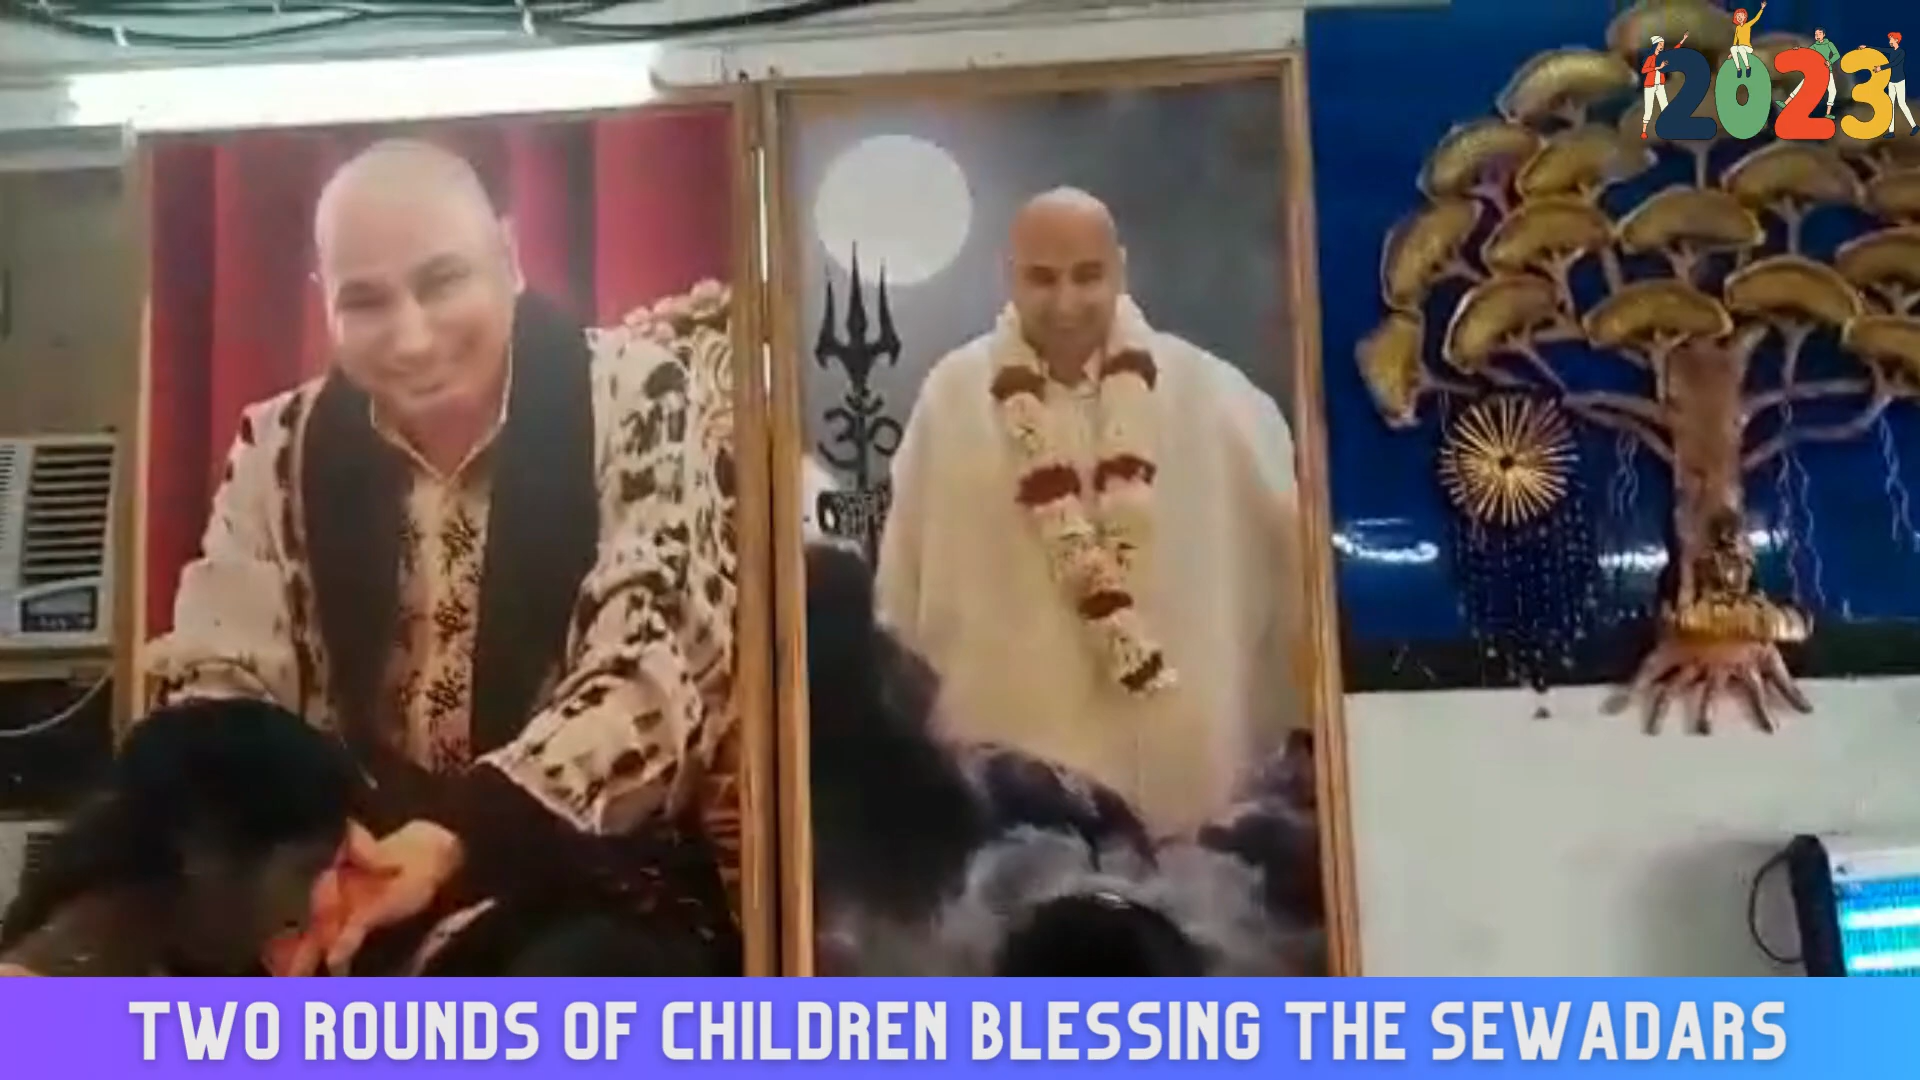 2023
ॐ
TWO ROUNDS OF CHILDREN BLESSING THE SEWADARS